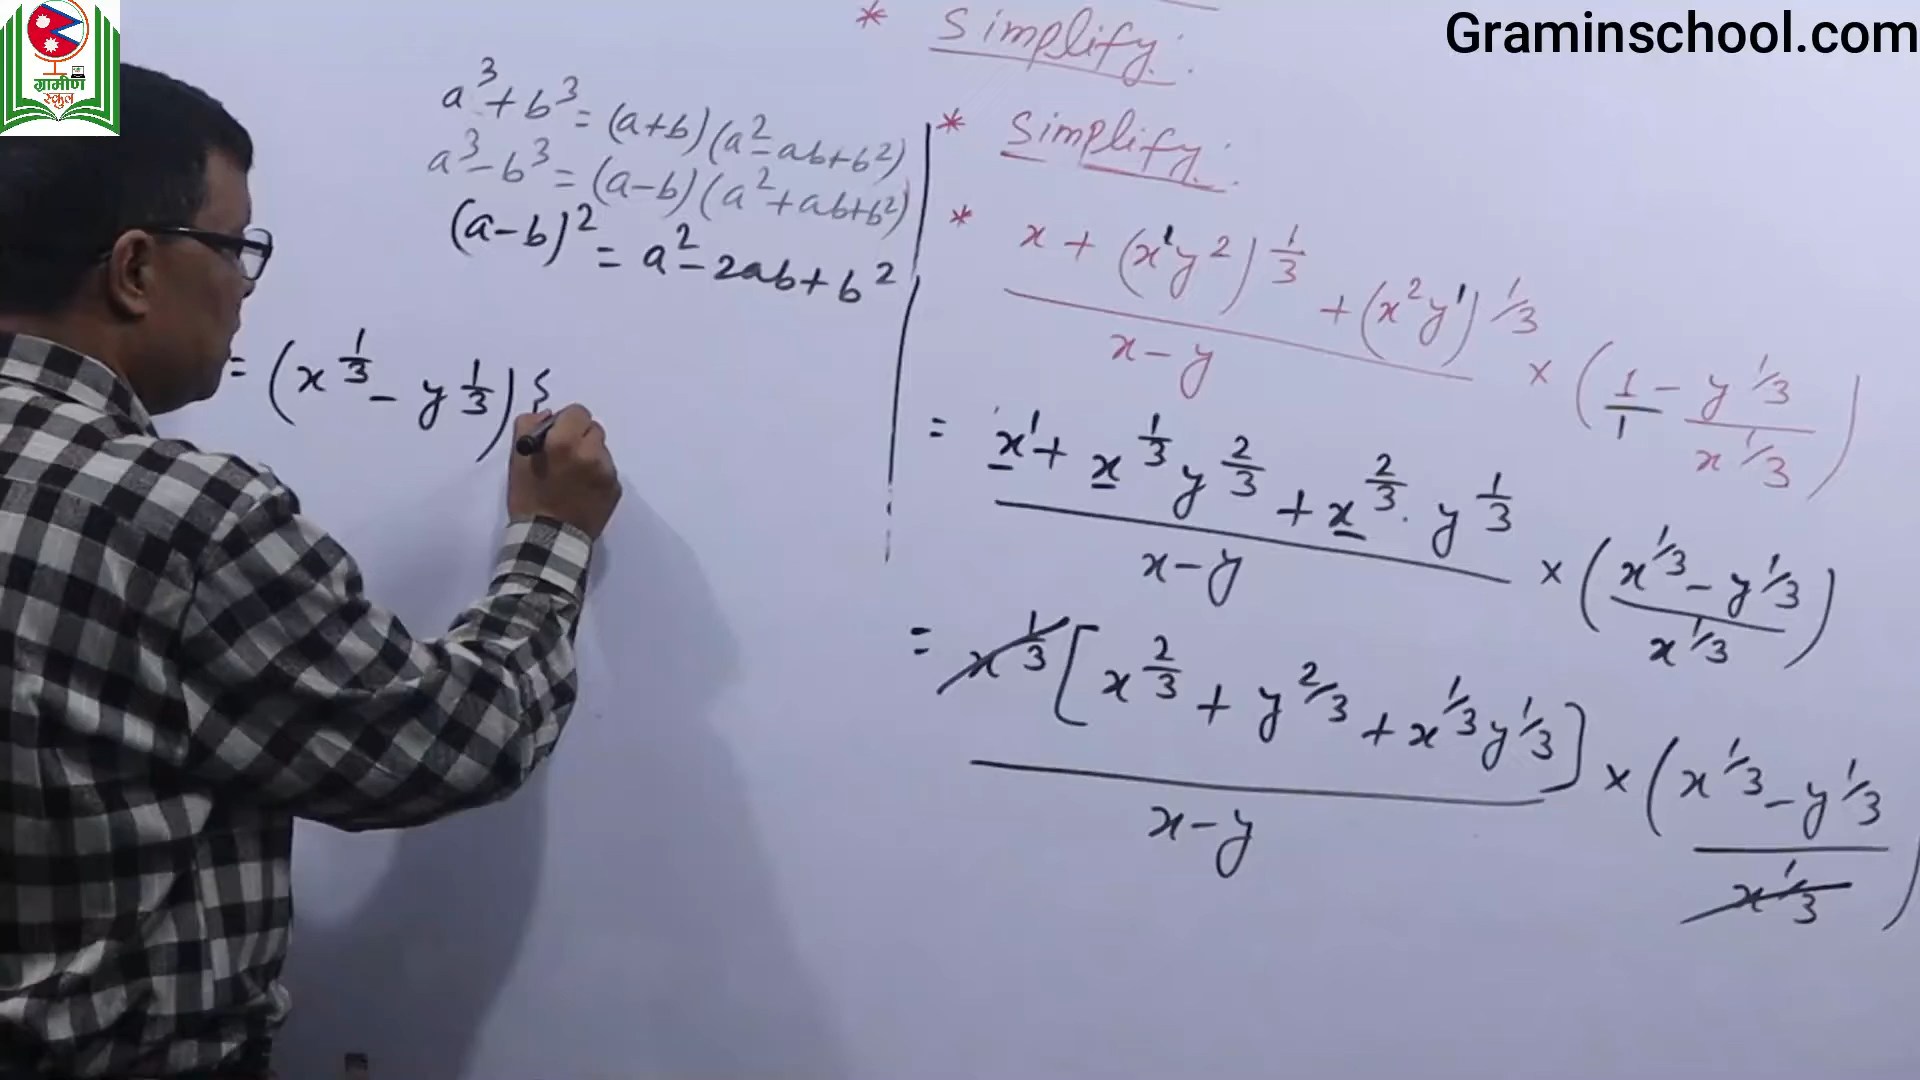 ग्रामीण
स्कुल
Graminschool.com
a³+b³ = (a+b)(a²-ab+b²)
a³-b³ = (a-b)(a²+ab+b²)
(a-b)² = a²-2ab+b²
= (x^1/3 - y^1/3) {
* Simplify:
* Simplify:
* (x + (x¹y²)^1/3 + (x²y¹)^1/3)/(x-y) × (1/1 - y^1/3/x^1/3)
= (x¹ + x^1/3 y^2/3 + x^2/3 . y^1/3)/(x-y) × ((x^1/3 - y^1/3)/x^1/3)
= x^1/3 [x^2/3 + y^2/3 + x^1/3 y^1/3]/(x-y) × ((x^1/3 - y^1/3)/x^1/3)